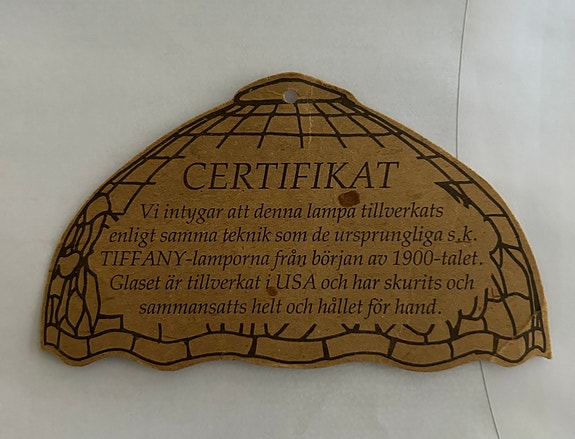 CERTIFIKAT
Vi intygar att denna lampa tillverkats
enligt samma teknik som de ursprungliga s.k.
TIFFANY-lamporna från början av 1900-talet.
Glaset är tillverkat i USA och har skurits och
sammansatts helt och hållet för hand.